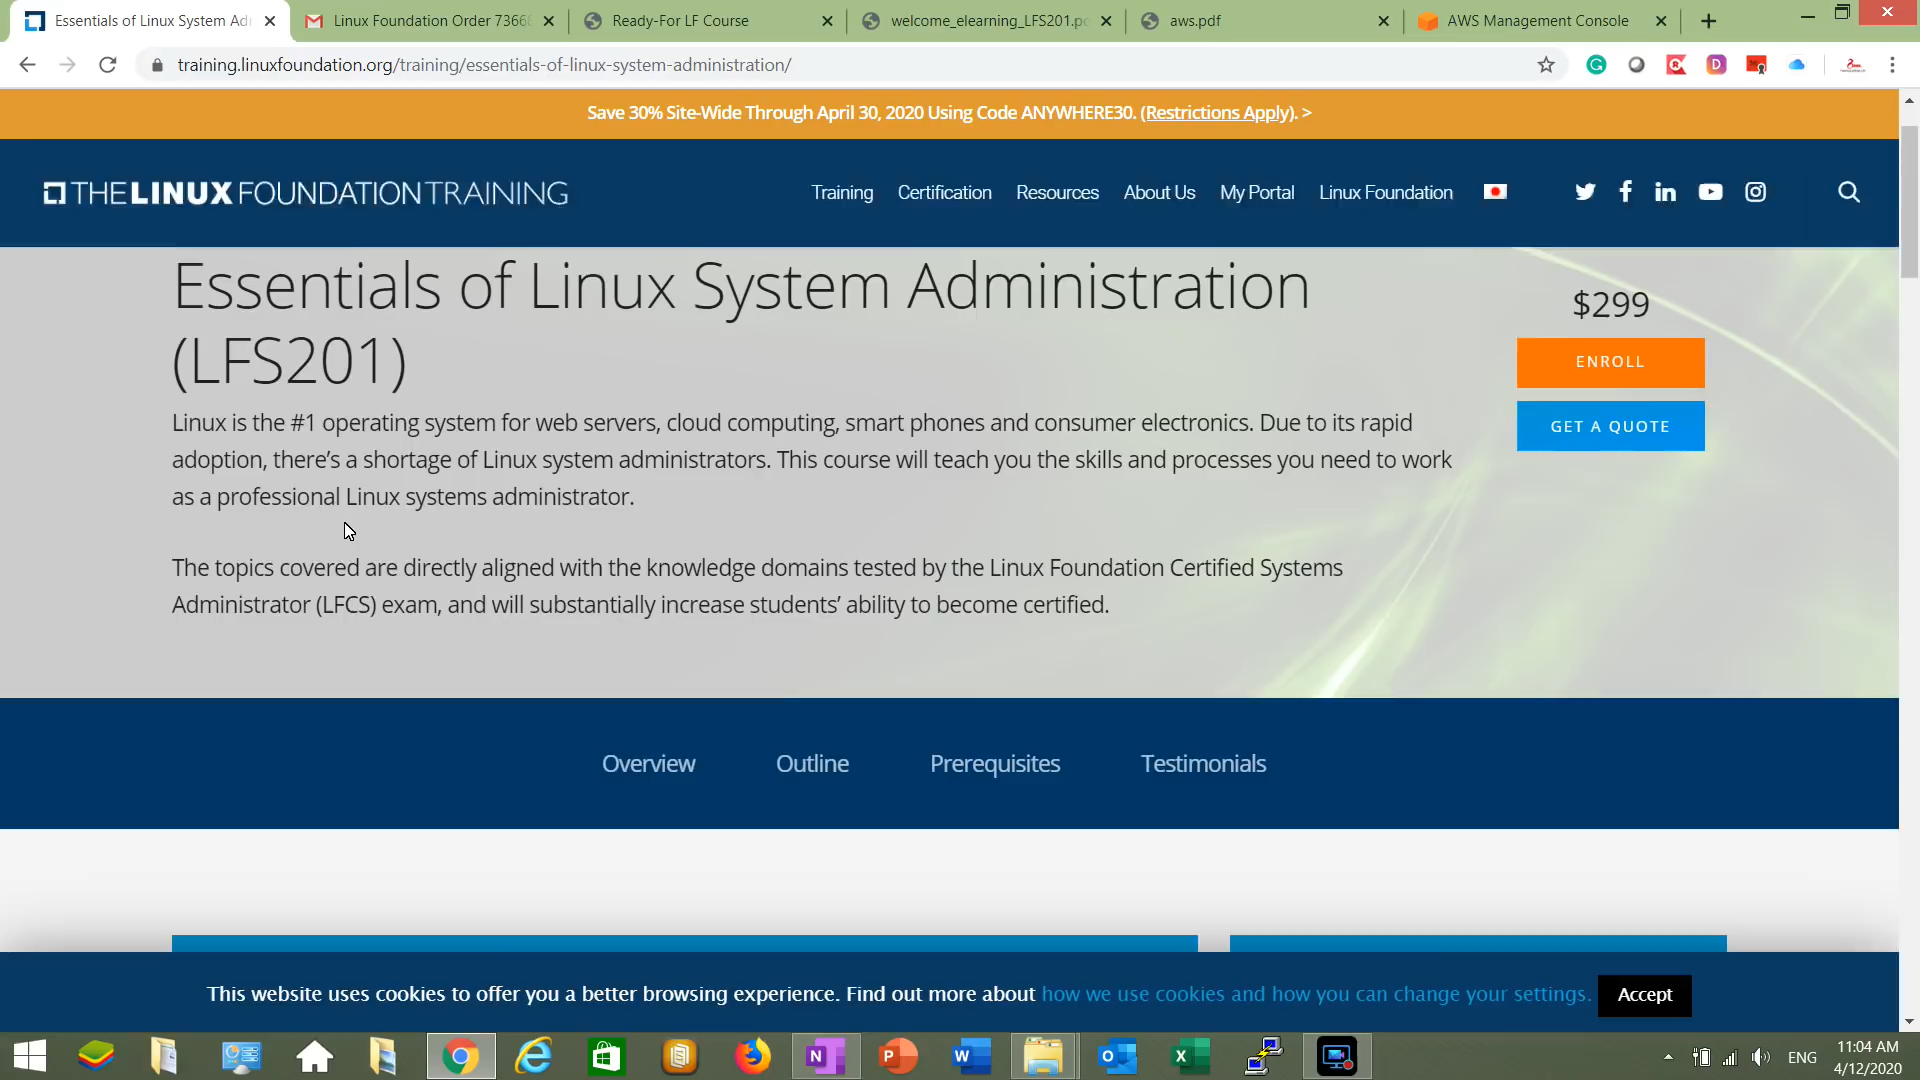 Essentials of Linux System Ad
Linux Foundation Order 7366
Ready-For LF Course
welcome_elearning_LFS201.p
aws.pdf
AWS Management Console
training.linuxfoundation.org/training/essentials-of-linux-system-administration/
Save 30% Site-Wide Through April 30, 2020 Using Code ANYWHERE30. (Restrictions Apply). >
THE LINUX FOUNDATION TRAINING
Training
Certification
Resources
About Us
My Portal
Linux Foundation
Essentials of Linux System Administration
(LFS201)
$299
ENROLL
GET A QUOTE
Linux is the #1 operating system for web servers, cloud computing, smart phones and consumer electronics. Due to its rapid
adoption, there's a shortage of Linux system administrators. This course will teach you the skills and processes you need to work
as a professional Linux systems administrator.
The topics covered are directly aligned with the knowledge domains tested by the Linux Foundation Certified Systems
Administrator (LFCS) exam, and will substantially increase students' ability to become certified.
Overview
Outline
Prerequisites
Testimonials
This website uses cookies to offer you a better browsing experience. Find out more about how we use cookies and how you can change your settings.
Accept
ENG
11:04 AM
4/12/2020